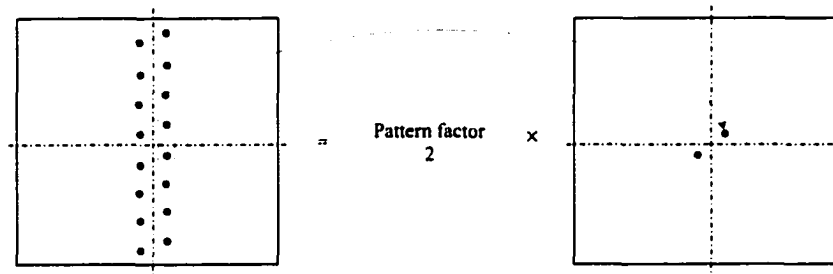 = Pattern factor ×
2